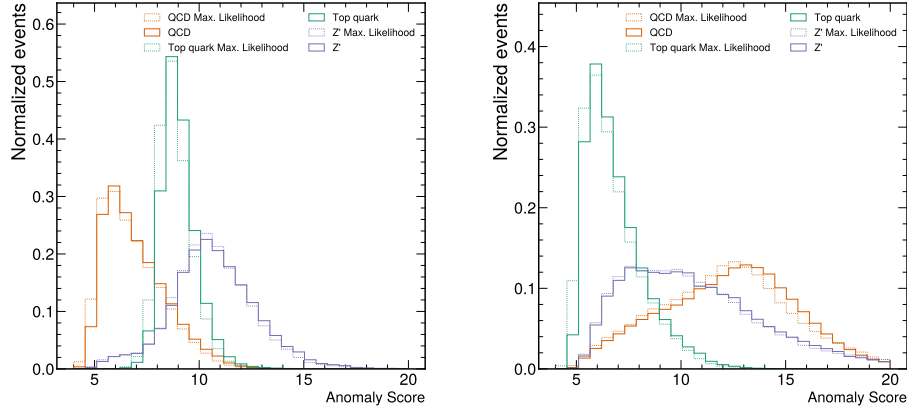 Normalized events
0.6
0.5
0.4
0.3
0.2
0.1
0.0
QCD Max. Likelihood
QCD
Top quark Max. Likelihood
Top quark
Z' Max. Likelihood
Z'
5
10
15
20
Anomaly Score
Normalized events
0.4
0.3
0.2
0.1
0.0
QCD Max. Likelihood
QCD
Top quark Max. Likelihood
Top quark
Z' Max. Likelihood
Z'
5
10
15
20
Anomaly Score